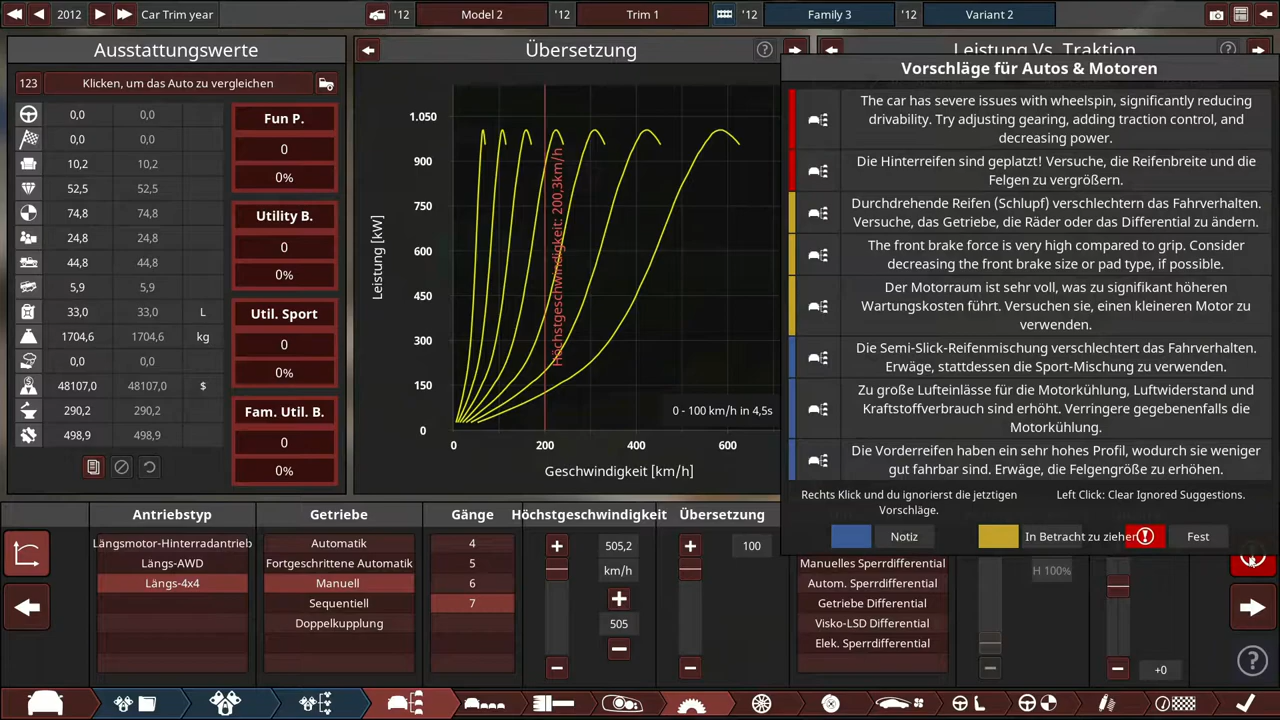 2012
Car Trim year
'12
Model 2
'12
Trim 1
'12
Family 3
'12
Variant 2
Ausstattungswerte
123
Klicken, um das Auto zu vergleichen
0,0 0,0
0,0 0,0
10,2 10,2
52,5 52,5
74,8 74,8
24,8 24,8
44,8 44,8
5,9 5,9
33,0 33,0 L
1704,6 1704,6 kg
0,0 0,0
48107,0 48107,0 $
290,2 290,2
498,9 498,9
Fun P.
0
0%
Utility B.
0
0%
Util. Sport
0
0%
Fam. Util. B.
0
0%
Übersetzung
?
1.050
900
750
600
450
300
150
0
Leistung [kW]
Höchstgeschwindigkeit: 200,3km/h
0 - 100 km/h in 4,5s
0 200 400 600
Geschwindigkeit [km/h]
Leistung Vs. Traktion
?
Vorschläge für Autos & Motoren
The car has severe issues with wheelspin, significantly reducing
drivability. Try adjusting gearing, adding traction control, and
decreasing power.
Die Hinterreifen sind geplatzt! Versuche, die Reifenbreite und die
Felgen zu vergrößern.
Durchdrehende Reifen (Schlupf) verschlechtern das Fahrverhalten.
Versuche, das Getriebe, die Räder oder das Differential zu ändern.
The front brake force is very high compared to grip. Consider
decreasing the front brake size or pad type, if possible.
Der Motorraum ist sehr voll, was zu signifikant höheren
Wartungskosten führt. Versuchen sie, einen kleineren Motor zu
verwenden.
Die Semi-Slick-Reifenmischung verschlechtert das Fahrverhalten.
Erwäge, stattdessen die Sport-Mischung zu verwenden.
Zu große Lufteinlässe für die Motorkühlung, Luftwiderstand und
Kraftstoffverbrauch sind erhöht. Verringere gegebenenfalls die
Motorkühlung.
Die Vorderreifen haben ein sehr hohes Profil, wodurch sie weniger
gut fahrbar sind. Erwäge, die Felgengröße zu erhöhen.
Rechts Klick und du ignorierst die jetztigen
Vorschläge.
Left Click: Clear Ignored Suggestions.
Notiz
In Betracht zu ziehen
Fest
Antriebstyp
Längsmotor-Hinterradantrieb
Längs-AWD
Längs-4x4
Getriebe
Automatik
Fortgeschrittene Automatik
Manuell
Sequentiell
Doppelkupplung
Gänge
4
5
6
7
Höchstgeschwindigkeit
505,2
km/h
505
Übersetzung
100
Manuelles Sperrdifferential
Autom. Sperrdifferential
Getriebe Differential
Visko-LSD Differential
Elek. Sperrdifferential
H 100%
+0
?